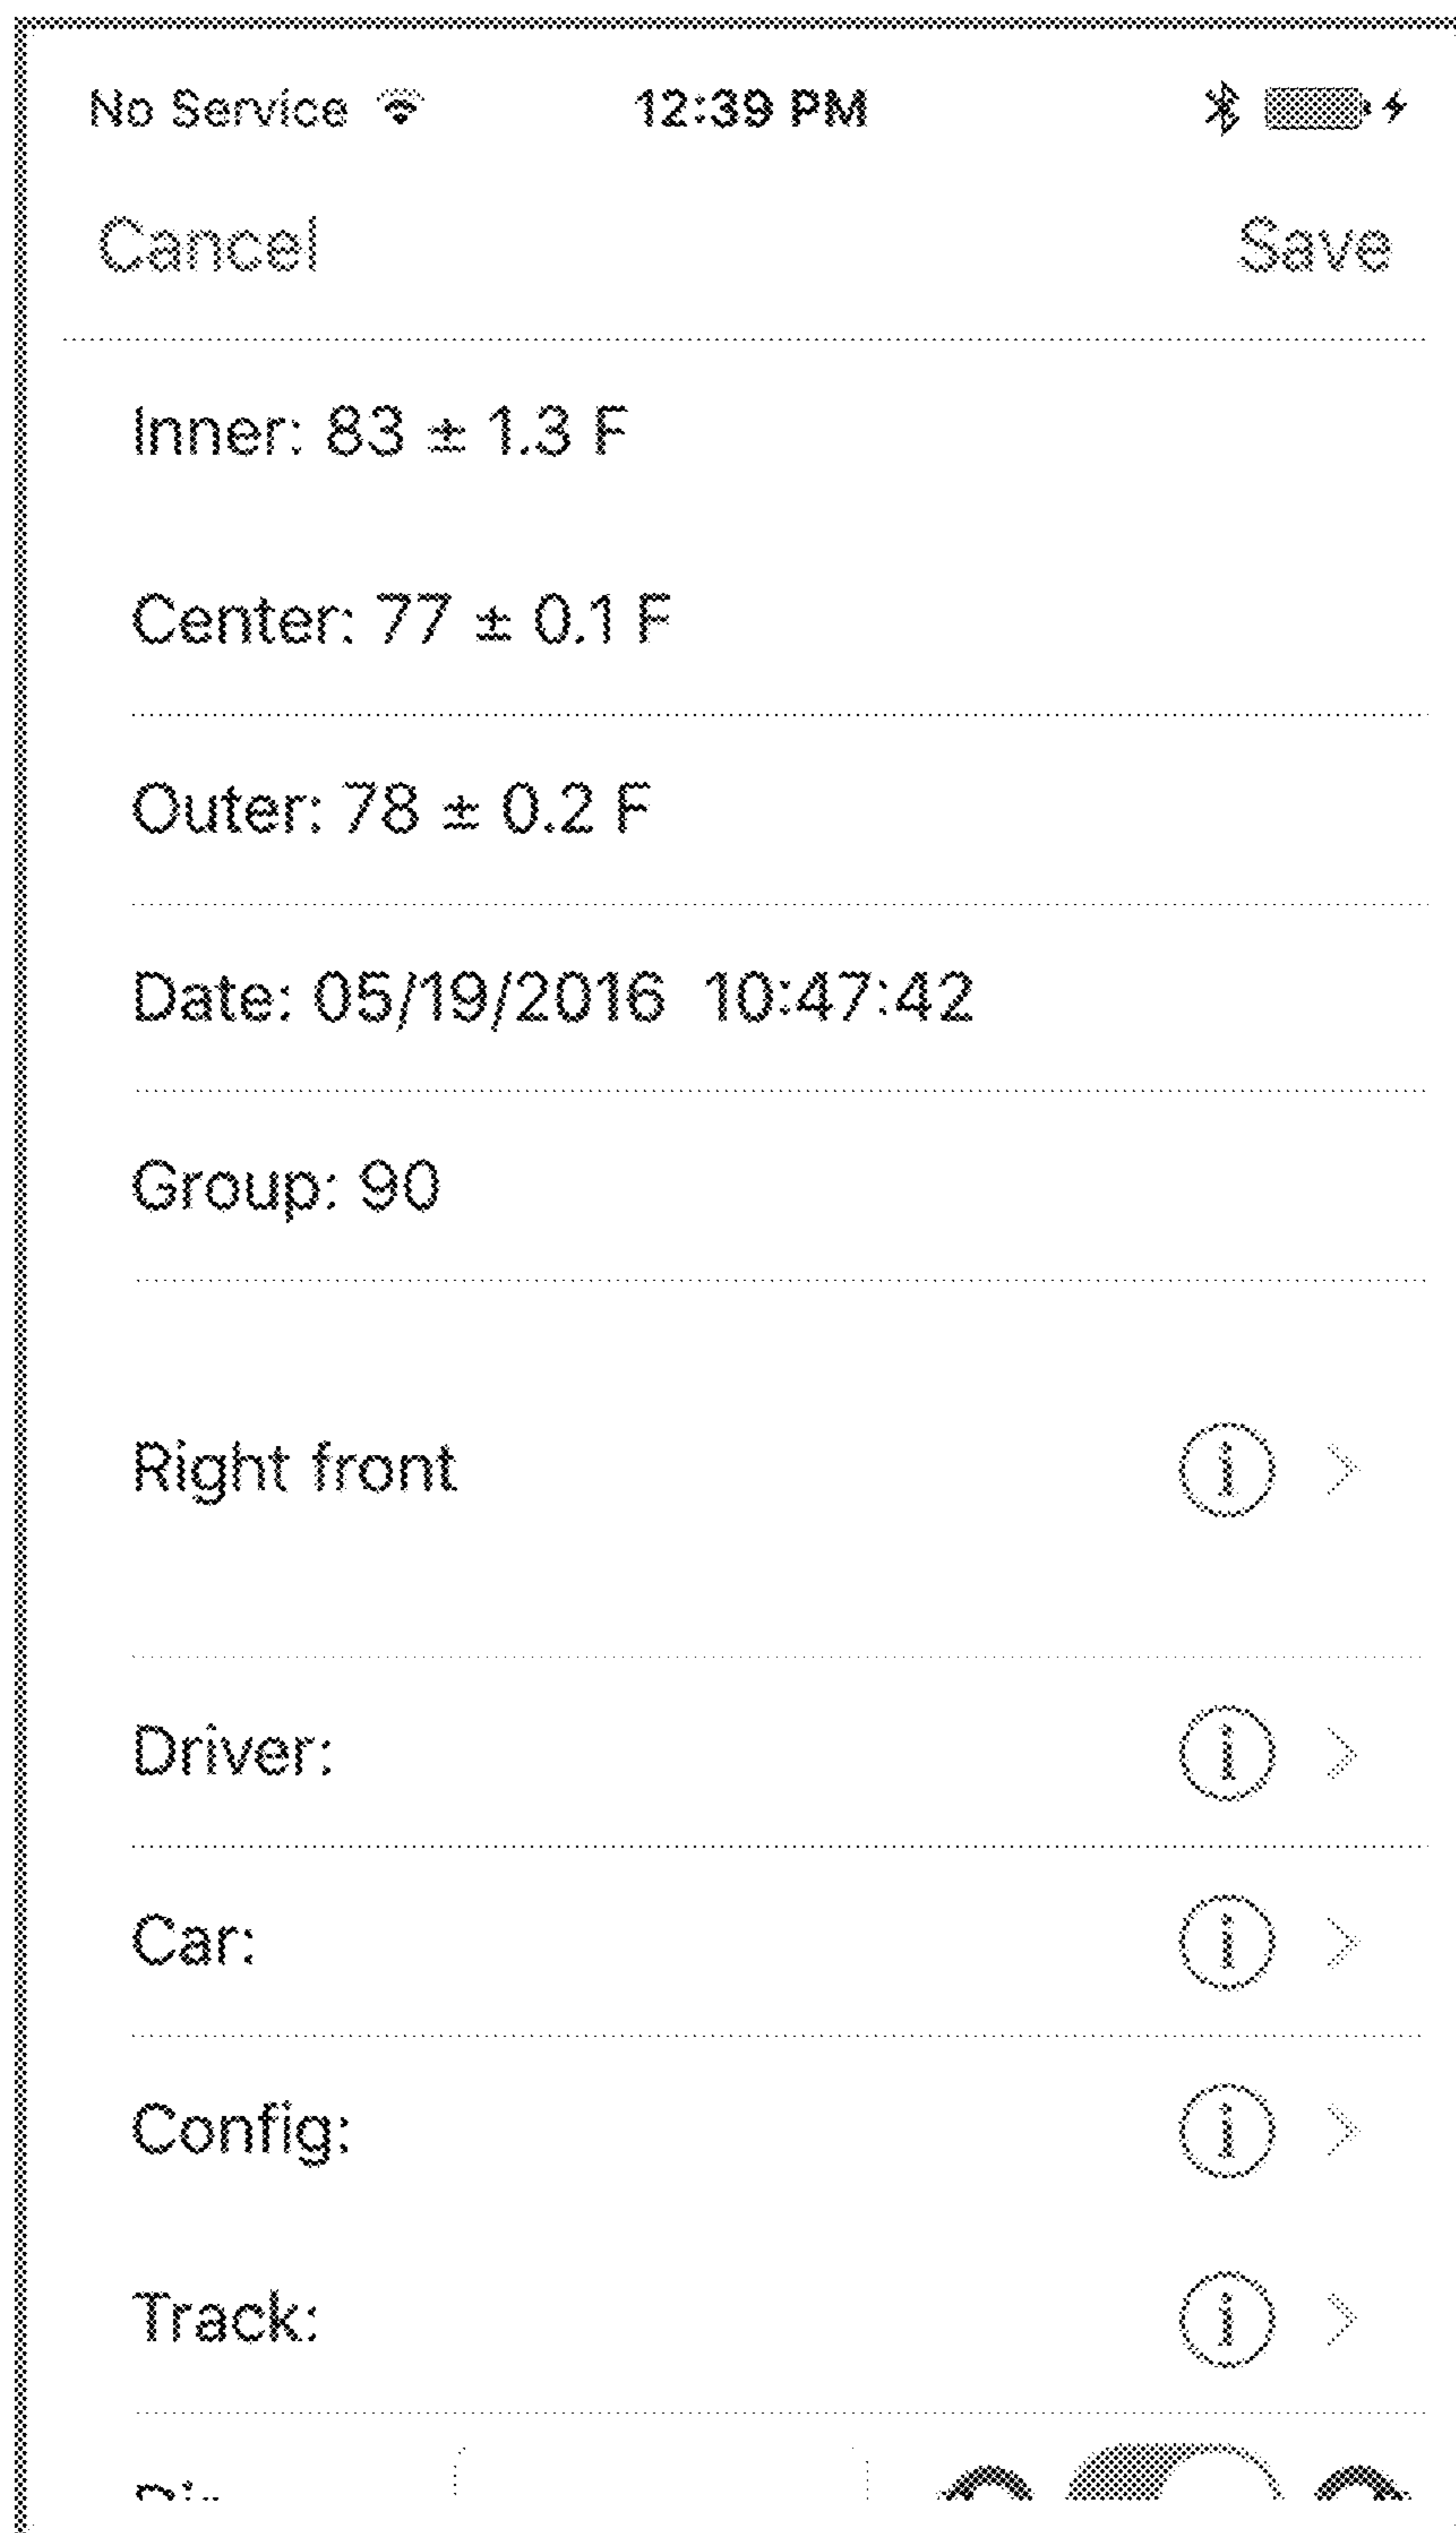 No Service 12:39 PM
Cancel Save
Inner: 83 ± 1.3 F
Center: 77 ± 0.1 F
Outer: 78 ± 0.2 F
Date: 05/19/2016 10:47:42
Group: 90
Right front
Driver:
Car:
Config:
Track: